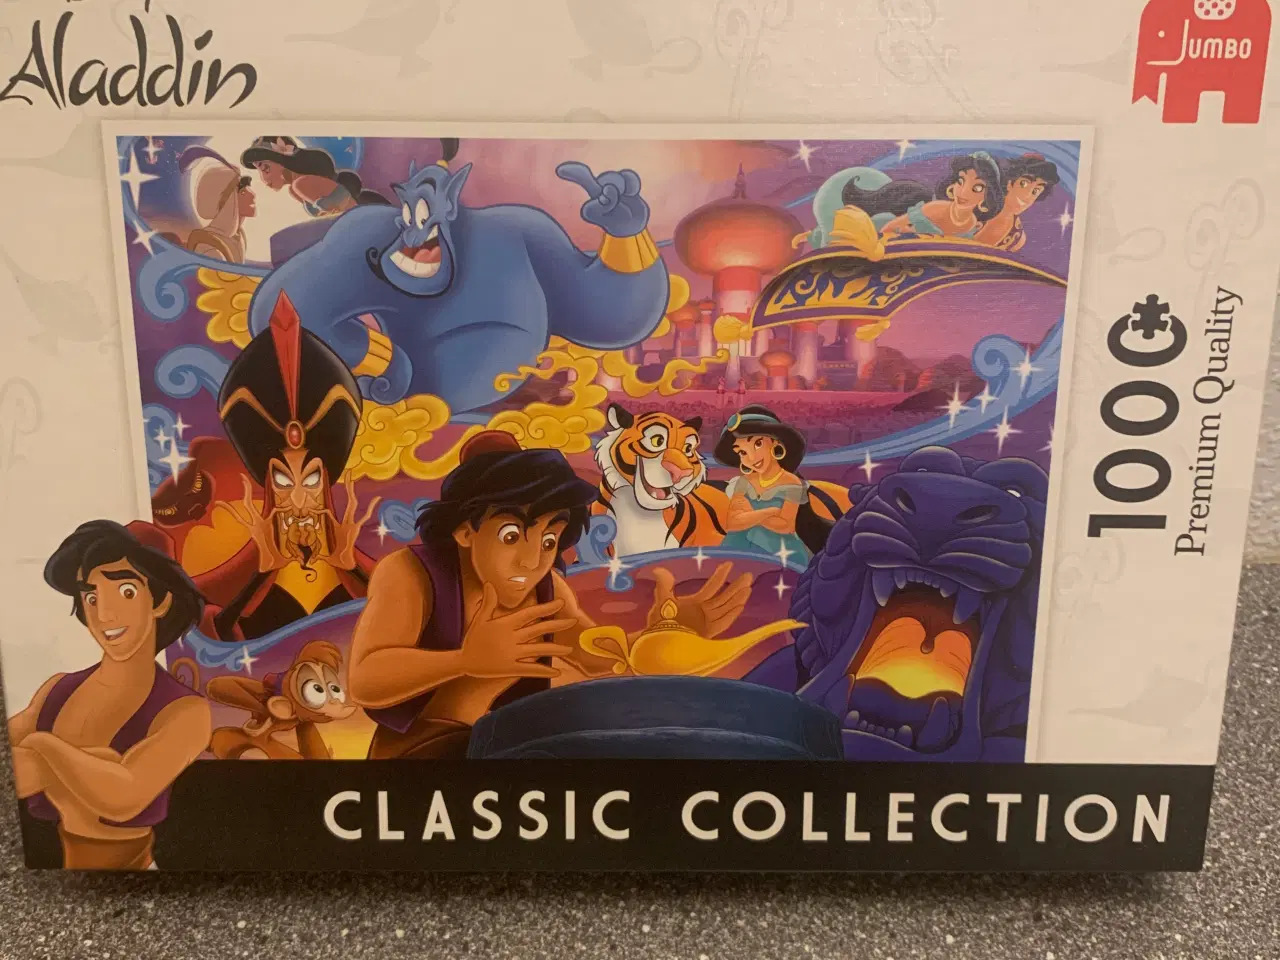 Aladdin
JUMBO
1000
Premium Quality
CLASSIC COLLECTION